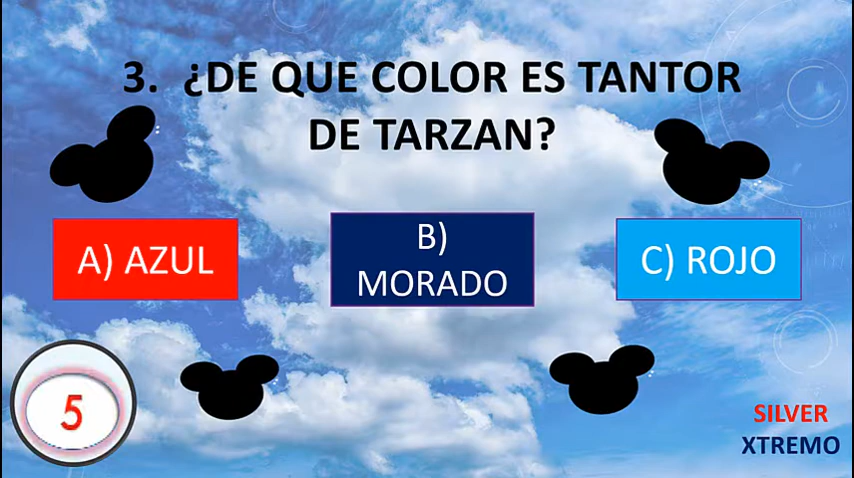 3. ¿DE QUE COLOR ES TANTOR
DE TARZAN?
A) AZUL
B)
MORADO
C) ROJO
5
SILVER
XTREMO